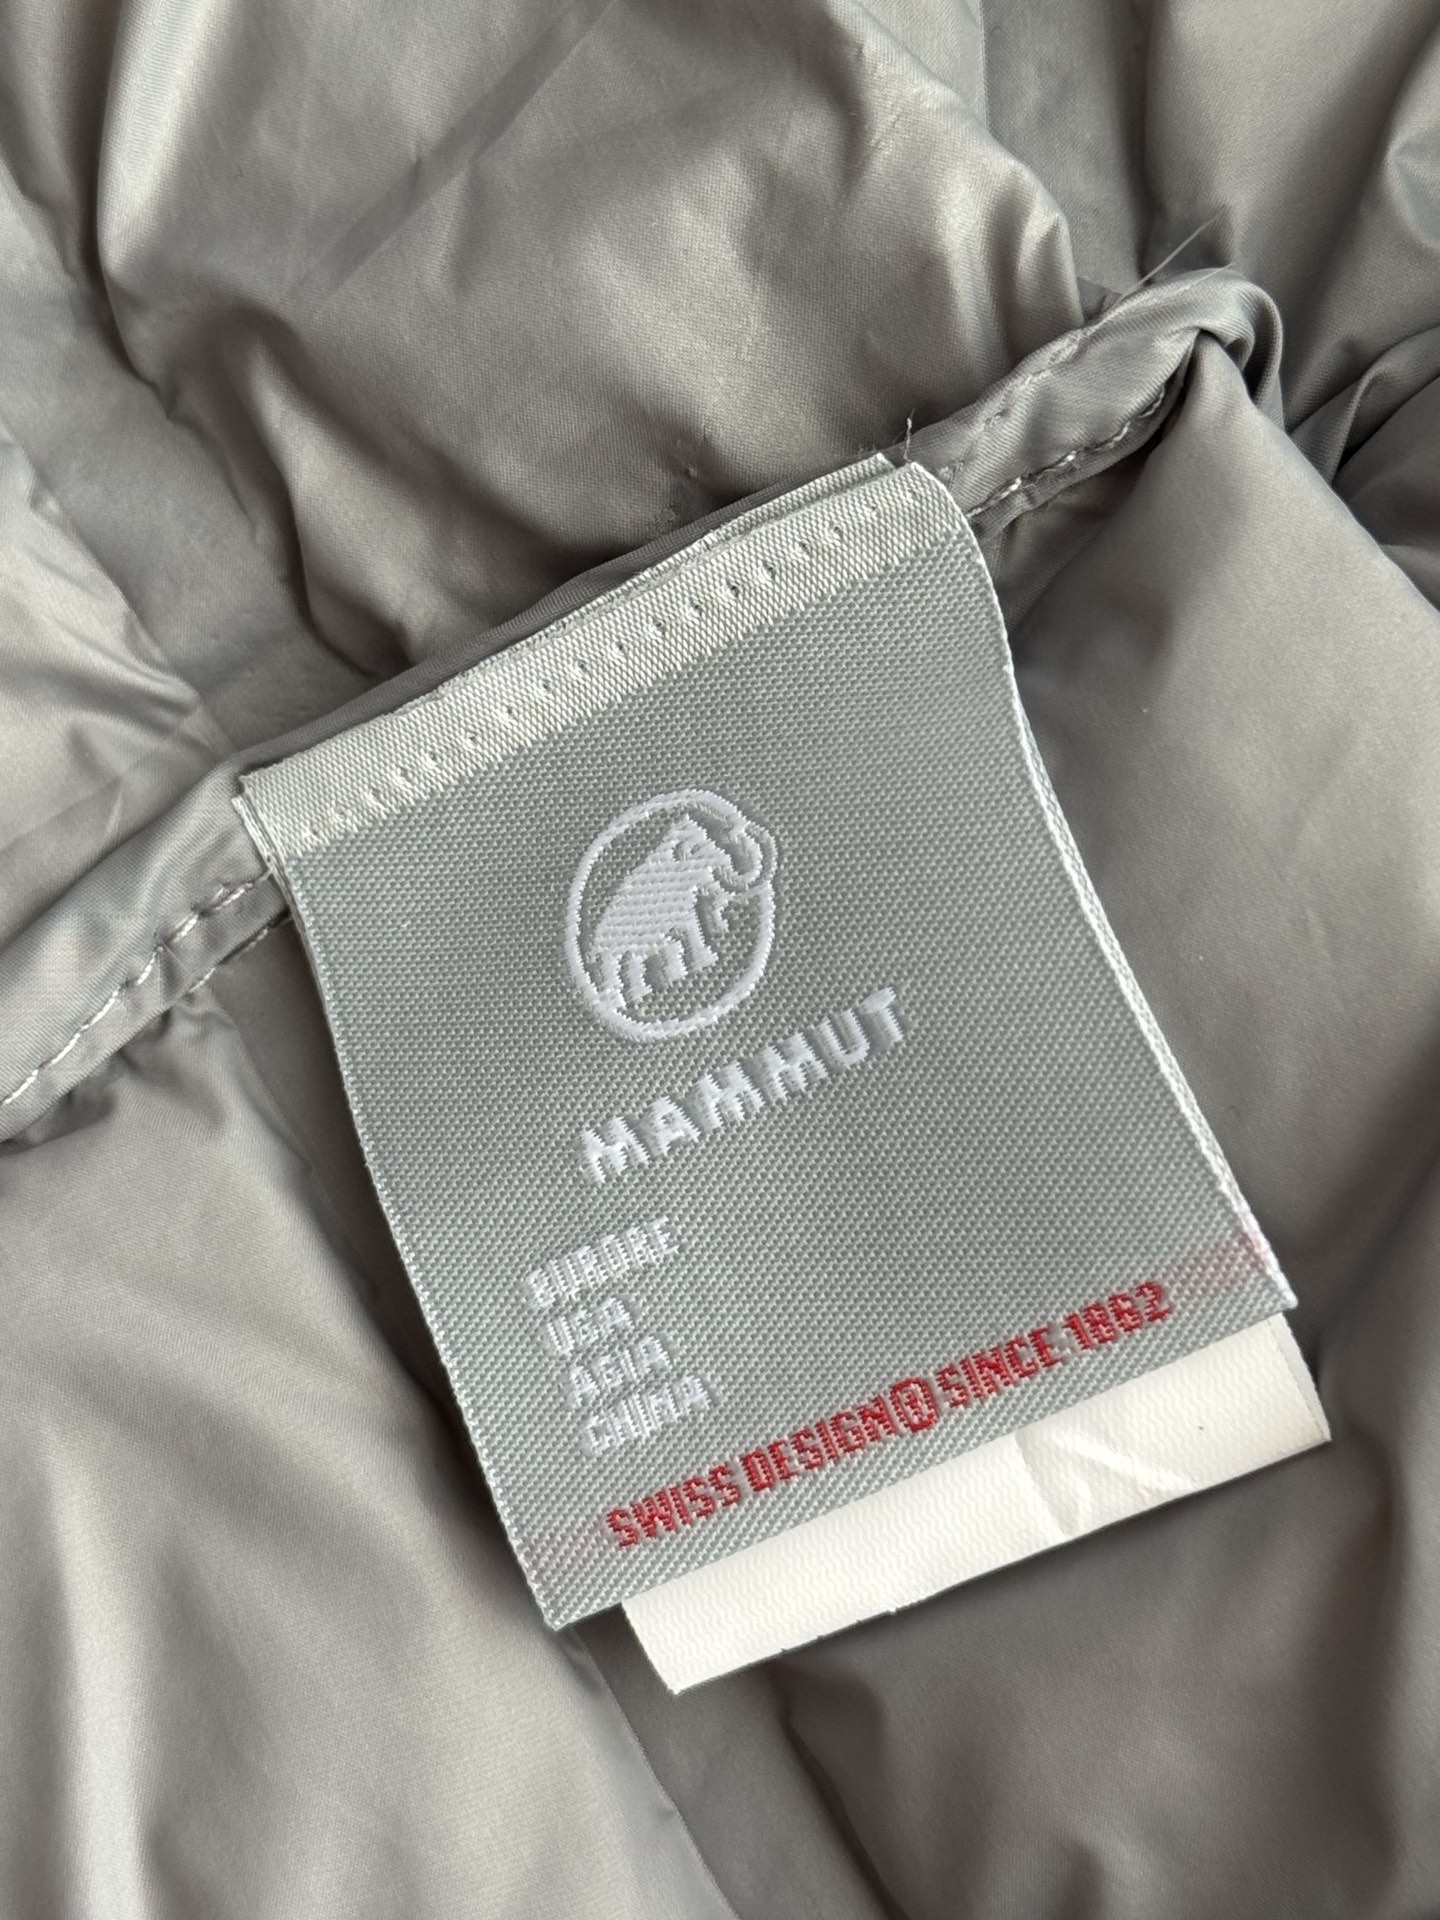 MAMMUT
EUROPE
USA
ASIA
CHINA
SWISS DESIGN® SINCE 1862